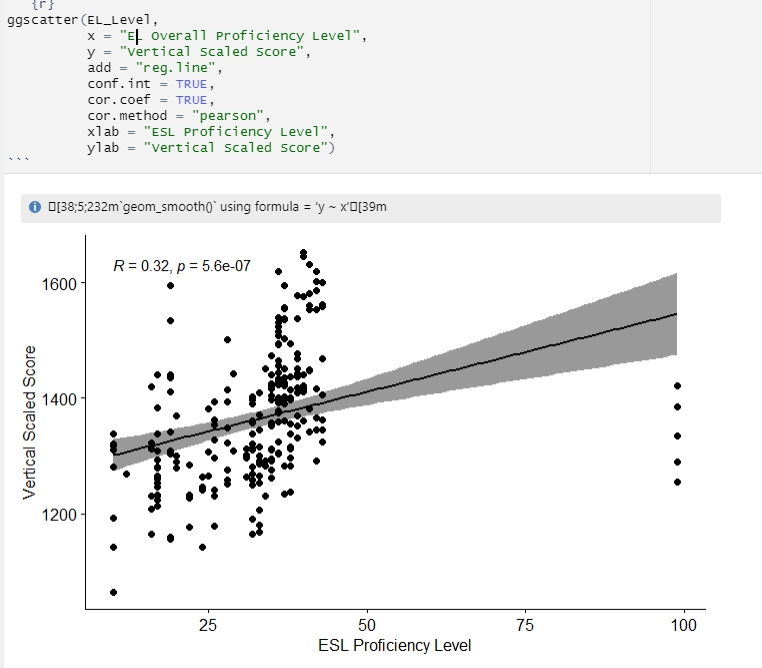 {r}
ggscatter(EL_Level,
x = "EL Overall Proficiency Level",
y = "Vertical Scaled Score",
add = "reg.line",
conf.int = TRUE,
cor.coef = TRUE,
cor.method = "pearson",
xlab = "ESL Proficiency Level",
ylab = "Vertical Scaled Score")
```
▯[38;5;232m`geom_smooth()` using formula = 'y ~ x'▯[39m
R = 0.32, p = 5.6e-07
1600
1400
1200
Vertical Scaled Score
25 50 75 100
ESL Proficiency Level